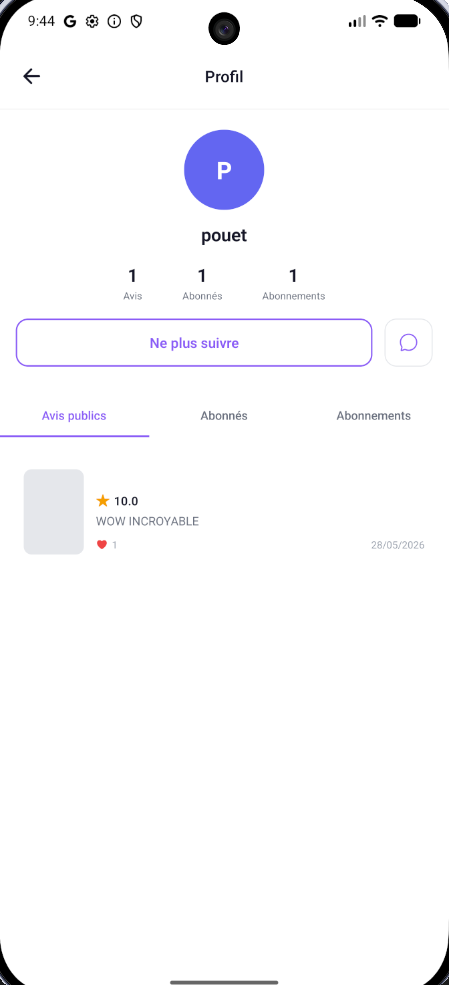 9:44
Profil
P
pouet
1 1 1
Avis Abonnés Abonnements
Ne plus suivre
Avis publics Abonnés Abonnements
10.0
WOW INCROYABLE
1 28/05/2026